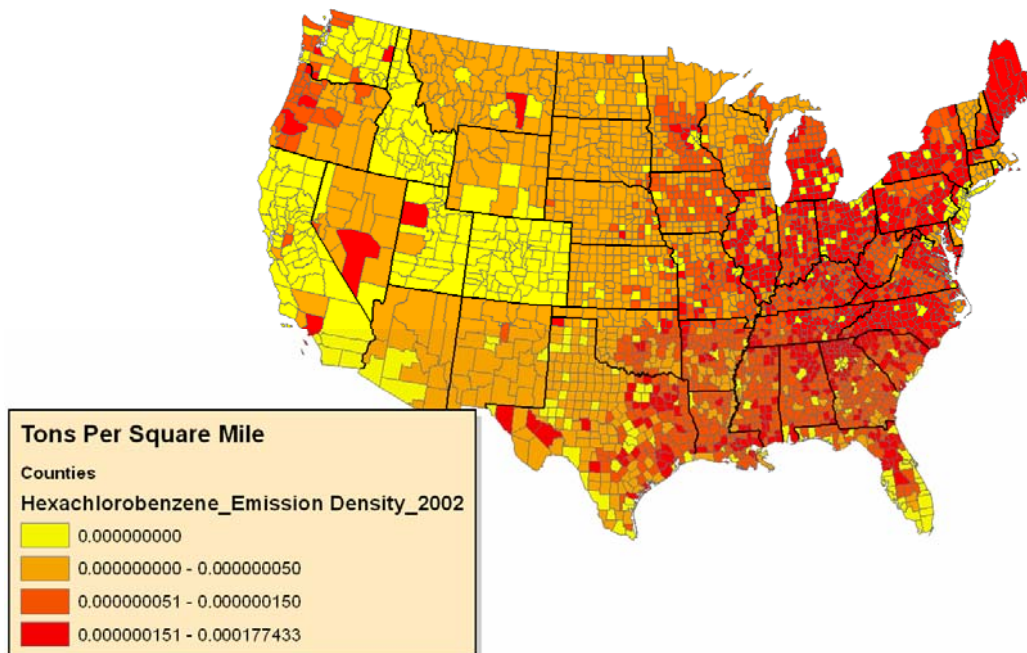 Tons Per Square Mile
Counties
Hexachlorobenzene_Emission Density_2002
0.000000000
0.000000000 - 0.000000050
0.000000051 - 0.000000150
0.000000151 - 0.000177433